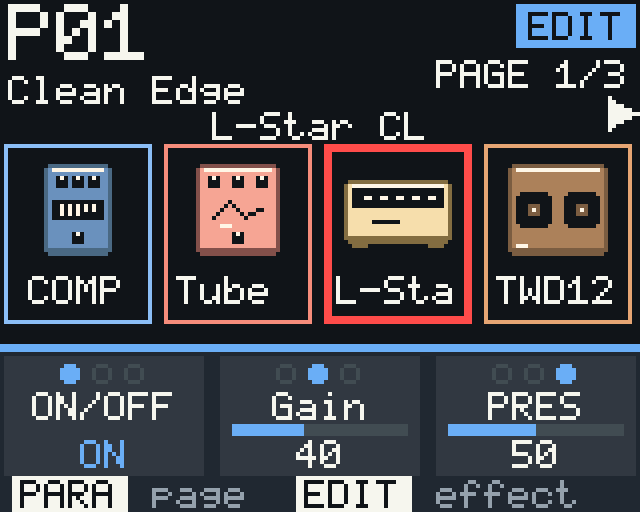 P01 EDIT
Clean Edge PAGE 1/3
L-Star CL
COMP Tube L-Sta TWD12
ON/OFF Gain PRES
ON 40 50
PARA page EDIT effect